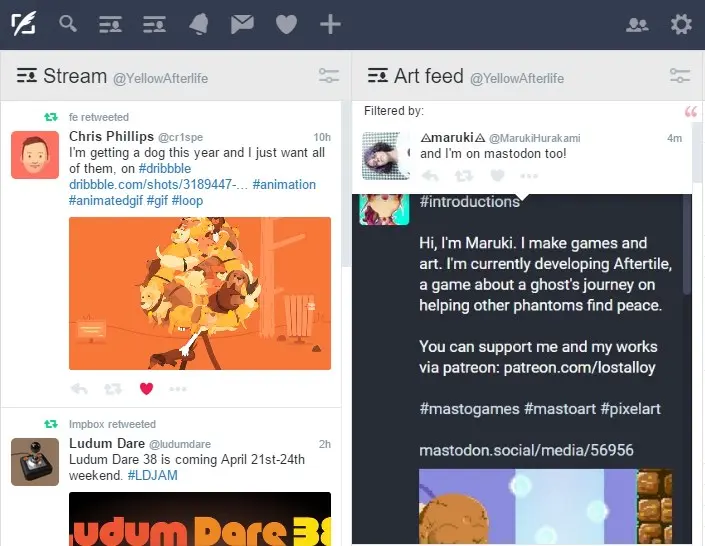 Stream @YellowAfterlife
fe retweeted
Chris Phillips @cr1spe 10h
I'm getting a dog this year and I just want all
of them, on #dribbble
dribbble.com/shots/3189447-... #animation
#animatedgif #gif #loop
Impbox retweeted
Ludum Dare @ludumdare 2h
Ludum Dare 38 is coming April 21st-24th
weekend. #LDJAM
Ludum Dare 38
Art feed @YellowAfterlife
Filtered by:
⚠maruki⚠ @MarukiHurakami 4m
and I'm on mastodon too!
#introductions
Hi, I'm Maruki. I make games and
art. I'm currently developing Aftertile,
a game about a ghost's journey on
helping other phantoms find peace.
You can support me and my works
via patreon: patreon.com/lostalloy
#mastogames #mastoart #pixelart
mastodon.social/media/56956